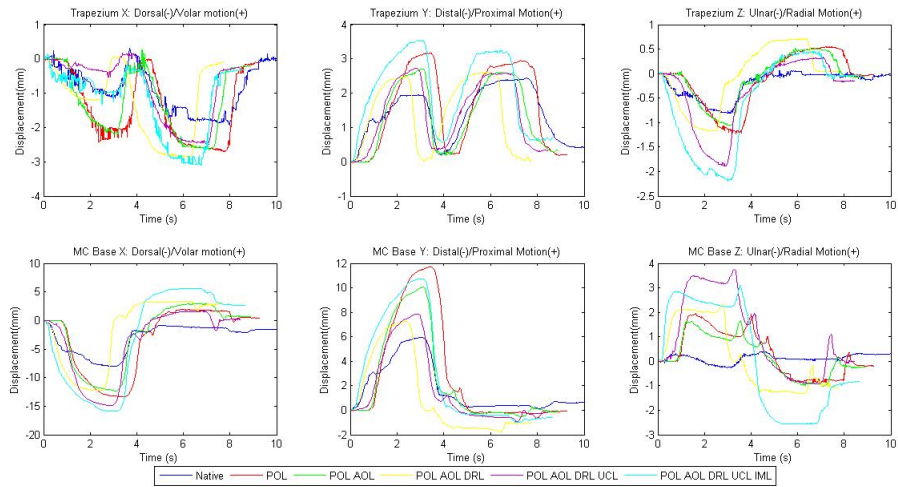 Trapezium X: Dorsal(-)/Volar motion(+)
1
0
-1
-2
-3
-4
Displacement(mm)
0 2 4 6 8 10
Time (s)
Trapezium Y: Distal(-)/Proximal Motion(+)
4
3
2
1
0
1
Displacement(mm)
0 2 4 6 8 10
Time (s)
Trapezium Z: Ulnar(-)/Radial Motion(+)
1
0.5
0
-0.5
-1
-1.5
-2
-2.5
Displacement(mm)
0 2 4 6 8 10
Time (s)
MC Base X: Dorsal(-)/Volar motion(+)
10
5
0
-5
-10
-15
-20
Displacement(mm)
0 2 4 6 8 10
Time (s)
MC Base Y: Distal(-)/Proximal Motion(+)
12
10
8
6
4
2
0
-2
Displacement(mm)
0 2 4 6 8 10
Time (s)
MC Base Z: Ulnar(-)/Radial Motion(+)
4
3
2
1
0
-1
-2
3
Displacement(mm)
0 2 4 6 8 10
Time (s)
Native POL POL AOL POL AOL DRL POL AOL DRL UCL POL AOL DRL UCL IML